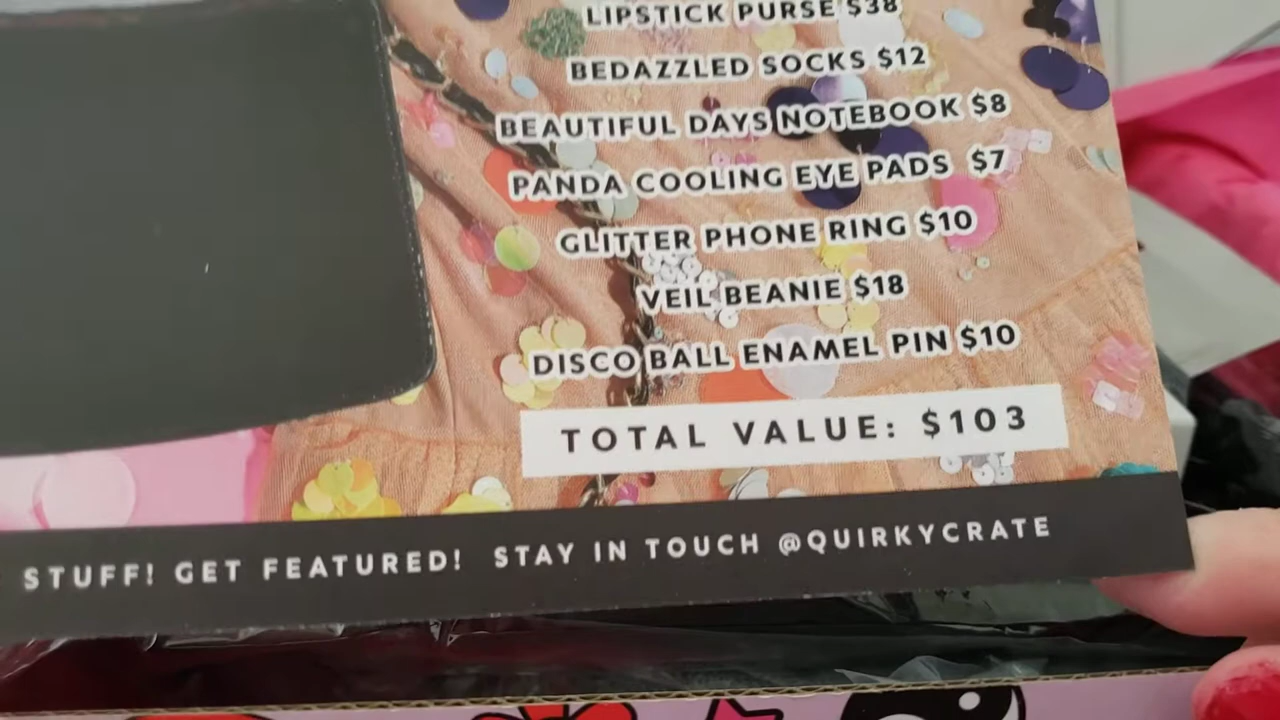 LIPSTICK PURSE $38
BEDAZZLED SOCKS $12
BEAUTIFUL DAYS NOTEBOOK $8
PANDA COOLING EYE PADS $7
GLITTER PHONE RING $10
VEIL BEANIE $18
DISCO BALL ENAMEL PIN $10
TOTAL VALUE: $103
STUFF! GET FEATURED! STAY IN TOUCH @QUIRKYCRATE